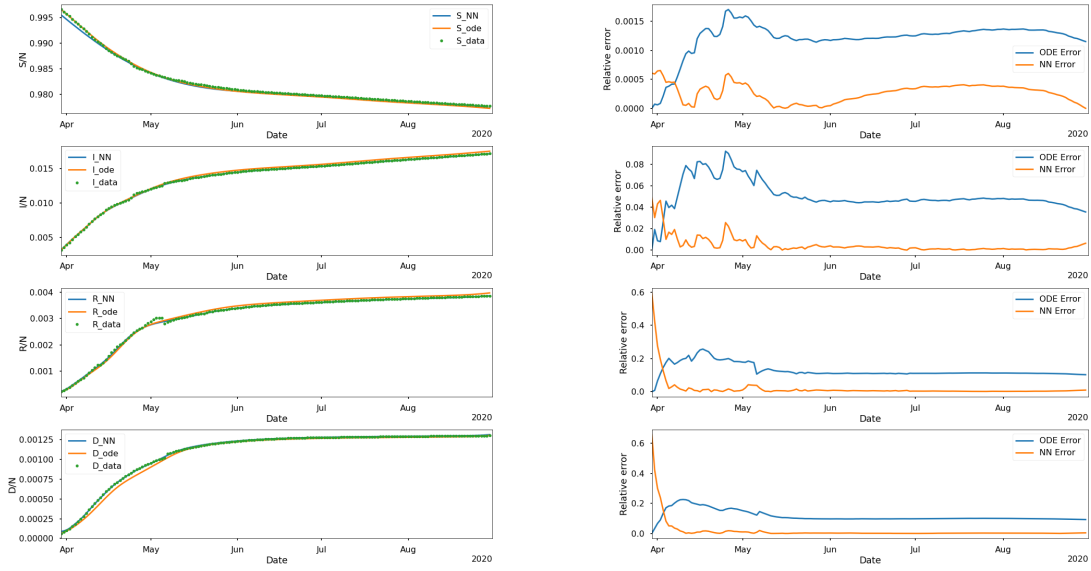 0.995
0.990
0.985
0.980
S/N
S_NN
S_ode
S_data
Apr
May
Jun
Jul
Aug
Date
2020
0.0015
0.0010
0.0005
0.0000
Relative error
ODE Error
NN Error
Apr
May
Jun
Jul
Aug
Date
2020
0.015
0.010
0.005
I/N
I_NN
I_ode
I_data
Apr
May
Jun
Jul
Aug
Date
2020
0.08
0.06
0.04
0.02
0.00
Relative error
ODE Error
NN Error
Apr
May
Jun
Jul
Aug
Date
2020
0.004
0.003
0.002
0.001
R/N
R_NN
R_ode
R_data
Apr
May
Jun
Jul
Aug
Date
2020
0.6
0.4
0.2
0.0
Relative error
ODE Error
NN Error
Apr
May
Jun
Jul
Aug
Date
2020
0.00125
0.00100
0.00075
0.00050
0.00025
0.00000
D/N
D_NN
D_ode
D_data
Apr
May
Jun
Jul
Aug
Date
2020
0.6
0.4
0.2
0.0
Relative error
ODE Error
NN Error
Apr
May
Jun
Jul
Aug
Date
2020